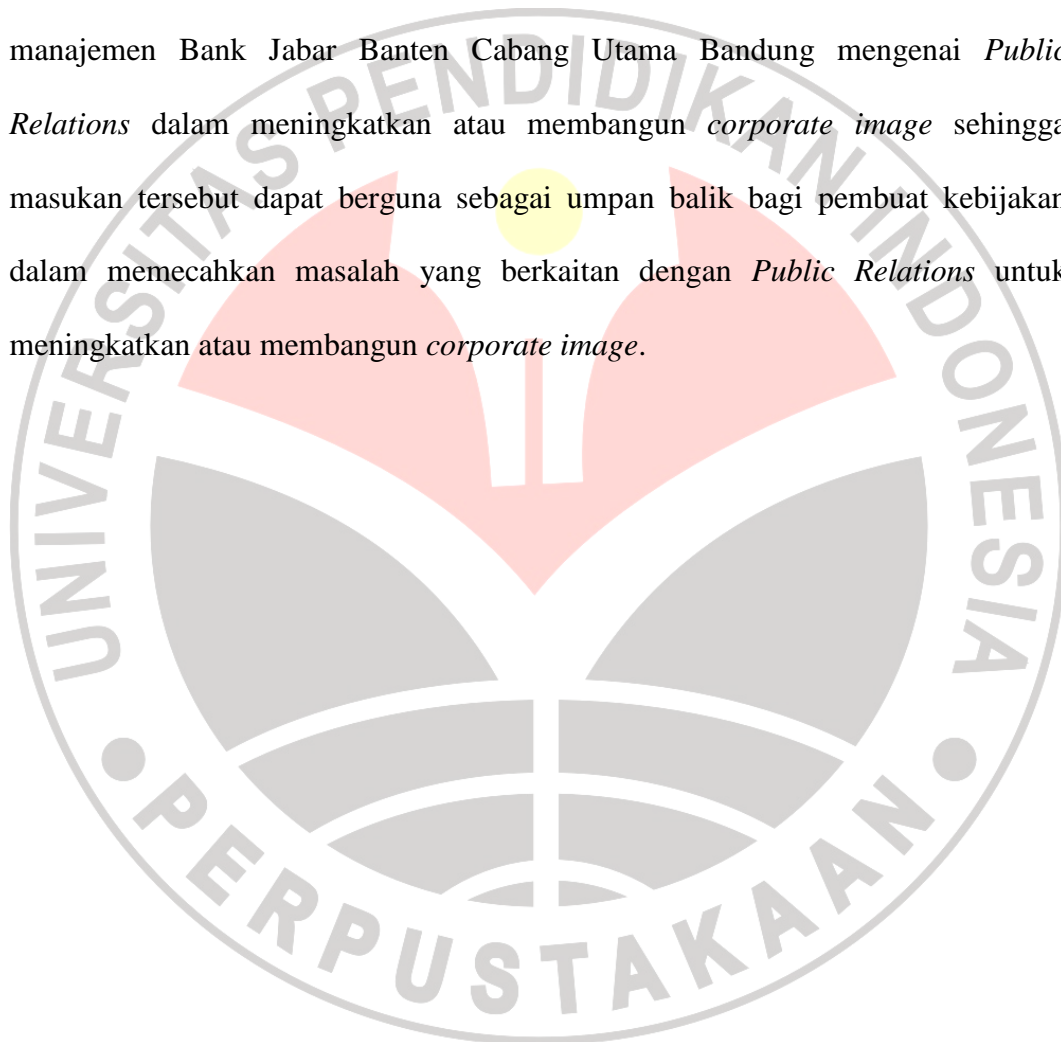 manajemen Bank Jabar Banten Cabang Utama Bandung mengenai Public
Relations dalam meningkatkan atau membangun corporate image sehingga
masukan tersebut dapat berguna sebagai umpan balik bagi pembuat kebijakan
dalam memecahkan masalah yang berkaitan dengan Public Relations untuk
meningkatkan atau membangun corporate image.
UNIVERSITAS PENDIDIKAN INDONESIA
PERPUSTAKAAN